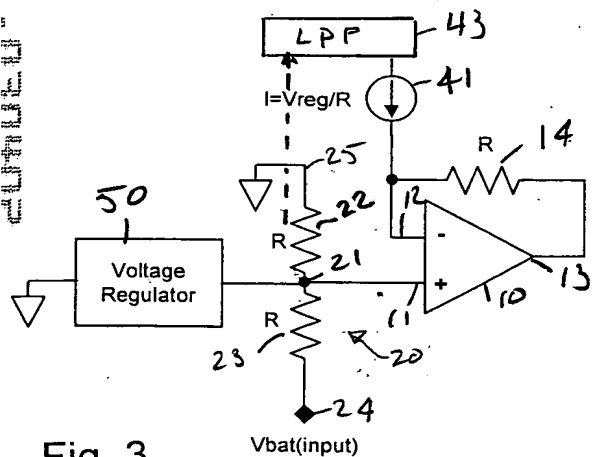 LPF
43
I=Vreg/R
41
R
14
25
50
22
12
R
21
-
Voltage
Regulator
13
+
11
10
R
20
23
24
Vbat(input)
Fig. 3